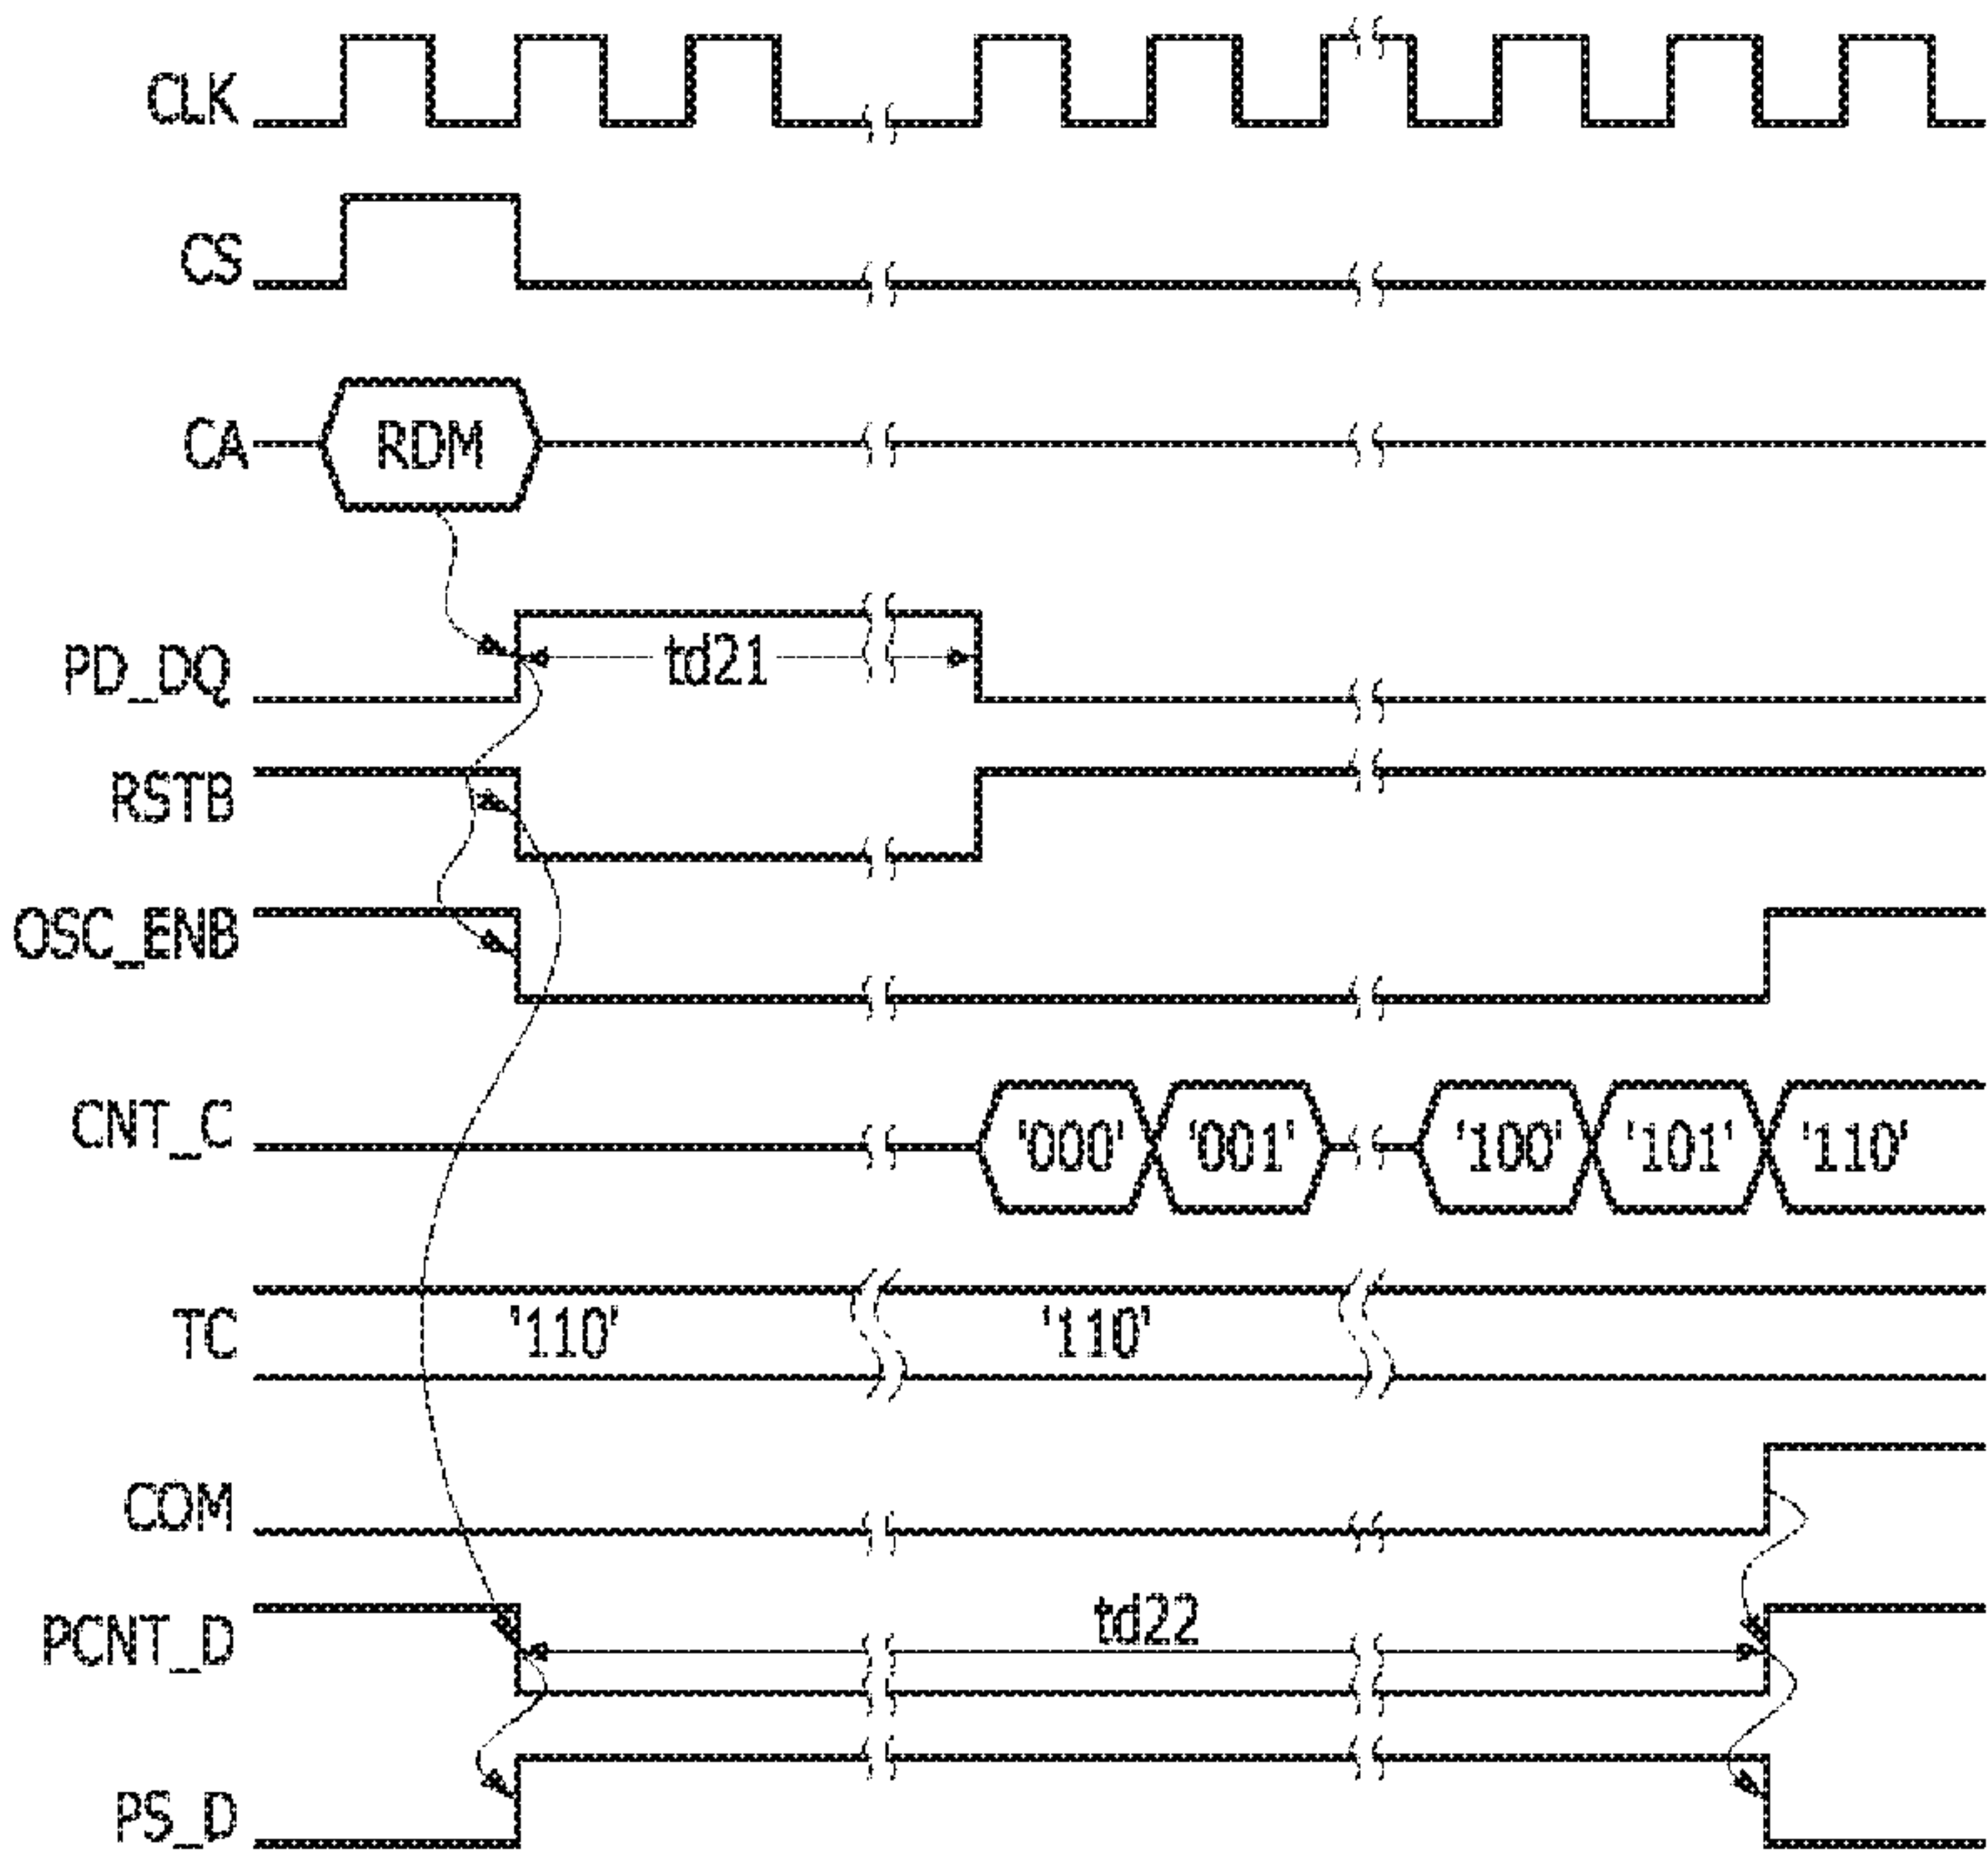 CLK
CS
CA RDM
PD_DQ td21
RSTB
OSC_ENB
CNT_C '000' '001' '100' '101' '110'
TC '110' '110'
COM
PCNT_D td22
PS_D